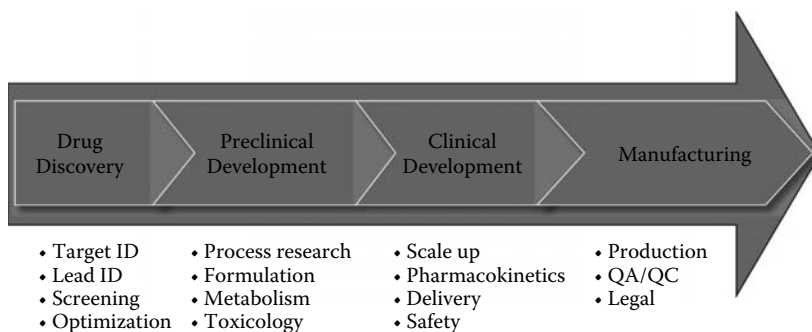 Drug
Discovery
Preclinical
Development
Clinical
Development
Manufacturing
• Target ID
• Lead ID
• Screening
• Optimization
• Process research
• Formulation
• Metabolism
• Toxicology
• Scale up
• Pharmacokinetics
• Delivery
• Safety
• Production
• QA/QC
• Legal